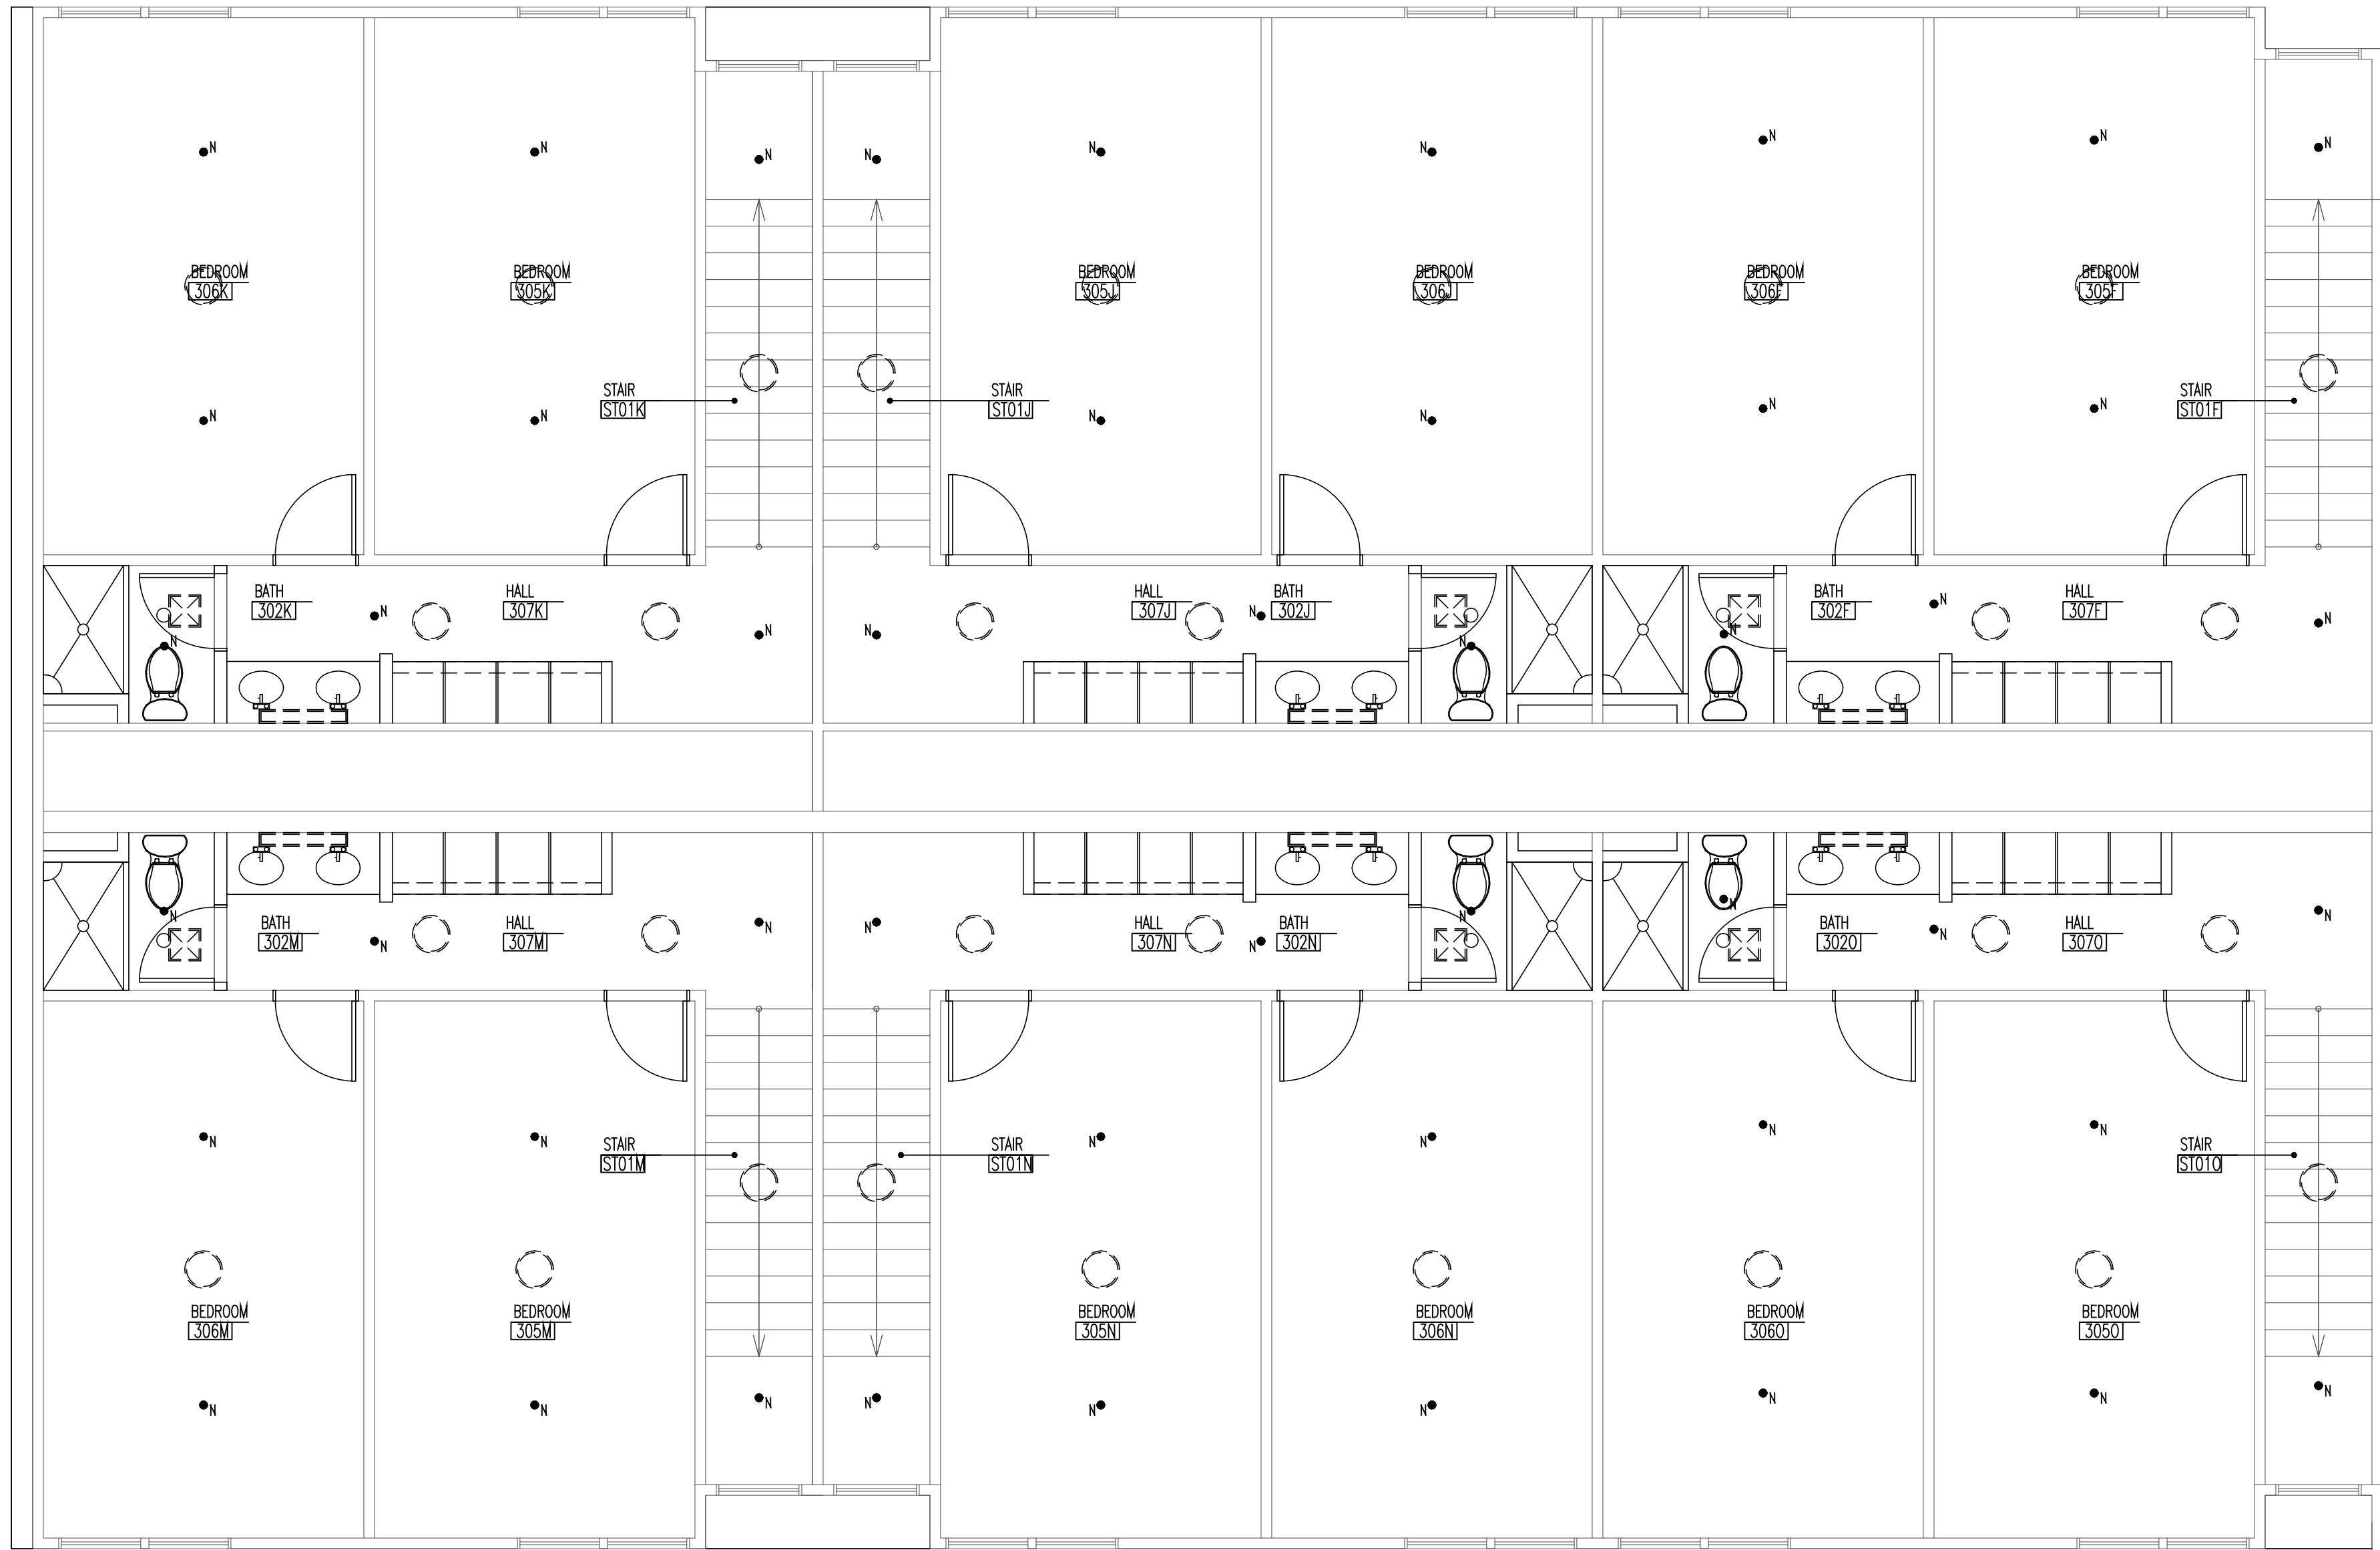 N
N
N
N
N
N
N
N
N
BEDROOM
306K
BEDROOM
305K
BEDROOM
305J
BEDROOM
306J
BEDROOM
306F
BEDROOM
305F
STAIR
ST01K
STAIR
ST01J
STAIR
ST01F
N
N
N
N
N
N
BATH
302K
N
HALL
307K
N
N
HALL
307J
N
BATH
302J
BATH
302F
N
HALL
307F
N
N
N
N
N
N
N
BATH
302M
N
HALL
307M
N
N
HALL
307N
N
BATH
302N
BATH
302O
N
HALL
307O
N
N
N
N
N
N
N
STAIR
ST01M
STAIR
ST01N
STAIR
ST01O
BEDROOM
306M
BEDROOM
305M
BEDROOM
305N
BEDROOM
306N
BEDROOM
306O
BEDROOM
305O
N
N
N
N
N
N
N
N
N